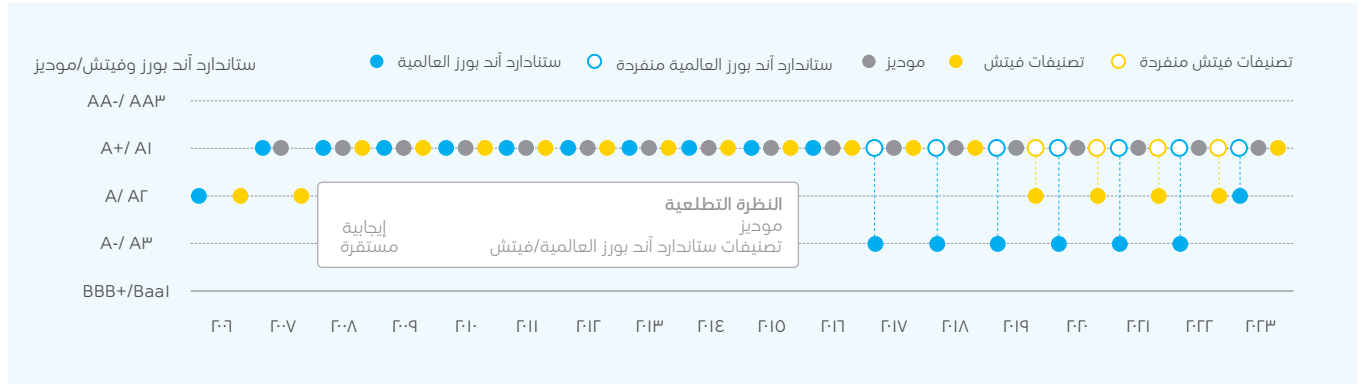 ستاندارد آند بورز وفيتش/موديز
ستنادارد آند بورز العالمية
ستاندارد آند بورز العالمية منفردة
موديز
تصنيفات فيتش
تصنيفات فيتش منفردة
AA-/ AA٣
A+/ A١
A/ A٢
A-/ A٣
BBB+/Baa١
النظرة التطلعية
موديز إيجابية
تصنيفات ستاندارد آند بورز العالمية/فيتش مستقرة
٢٠٠٦ ٢٠٠٧ ٢٠٠٨ ٢٠٠٩ ٢٠١٠ ٢٠١١ ٢٠١٢ ٢٠١٣ ٢٠١٤ ٢٠١٥ ٢٠١٦ ٢٠١٧ ٢٠١٨ ٢٠١٩ ٢٠٢٠ ٢٠٢١ ٢٠٢٢ ٢٠٢٣